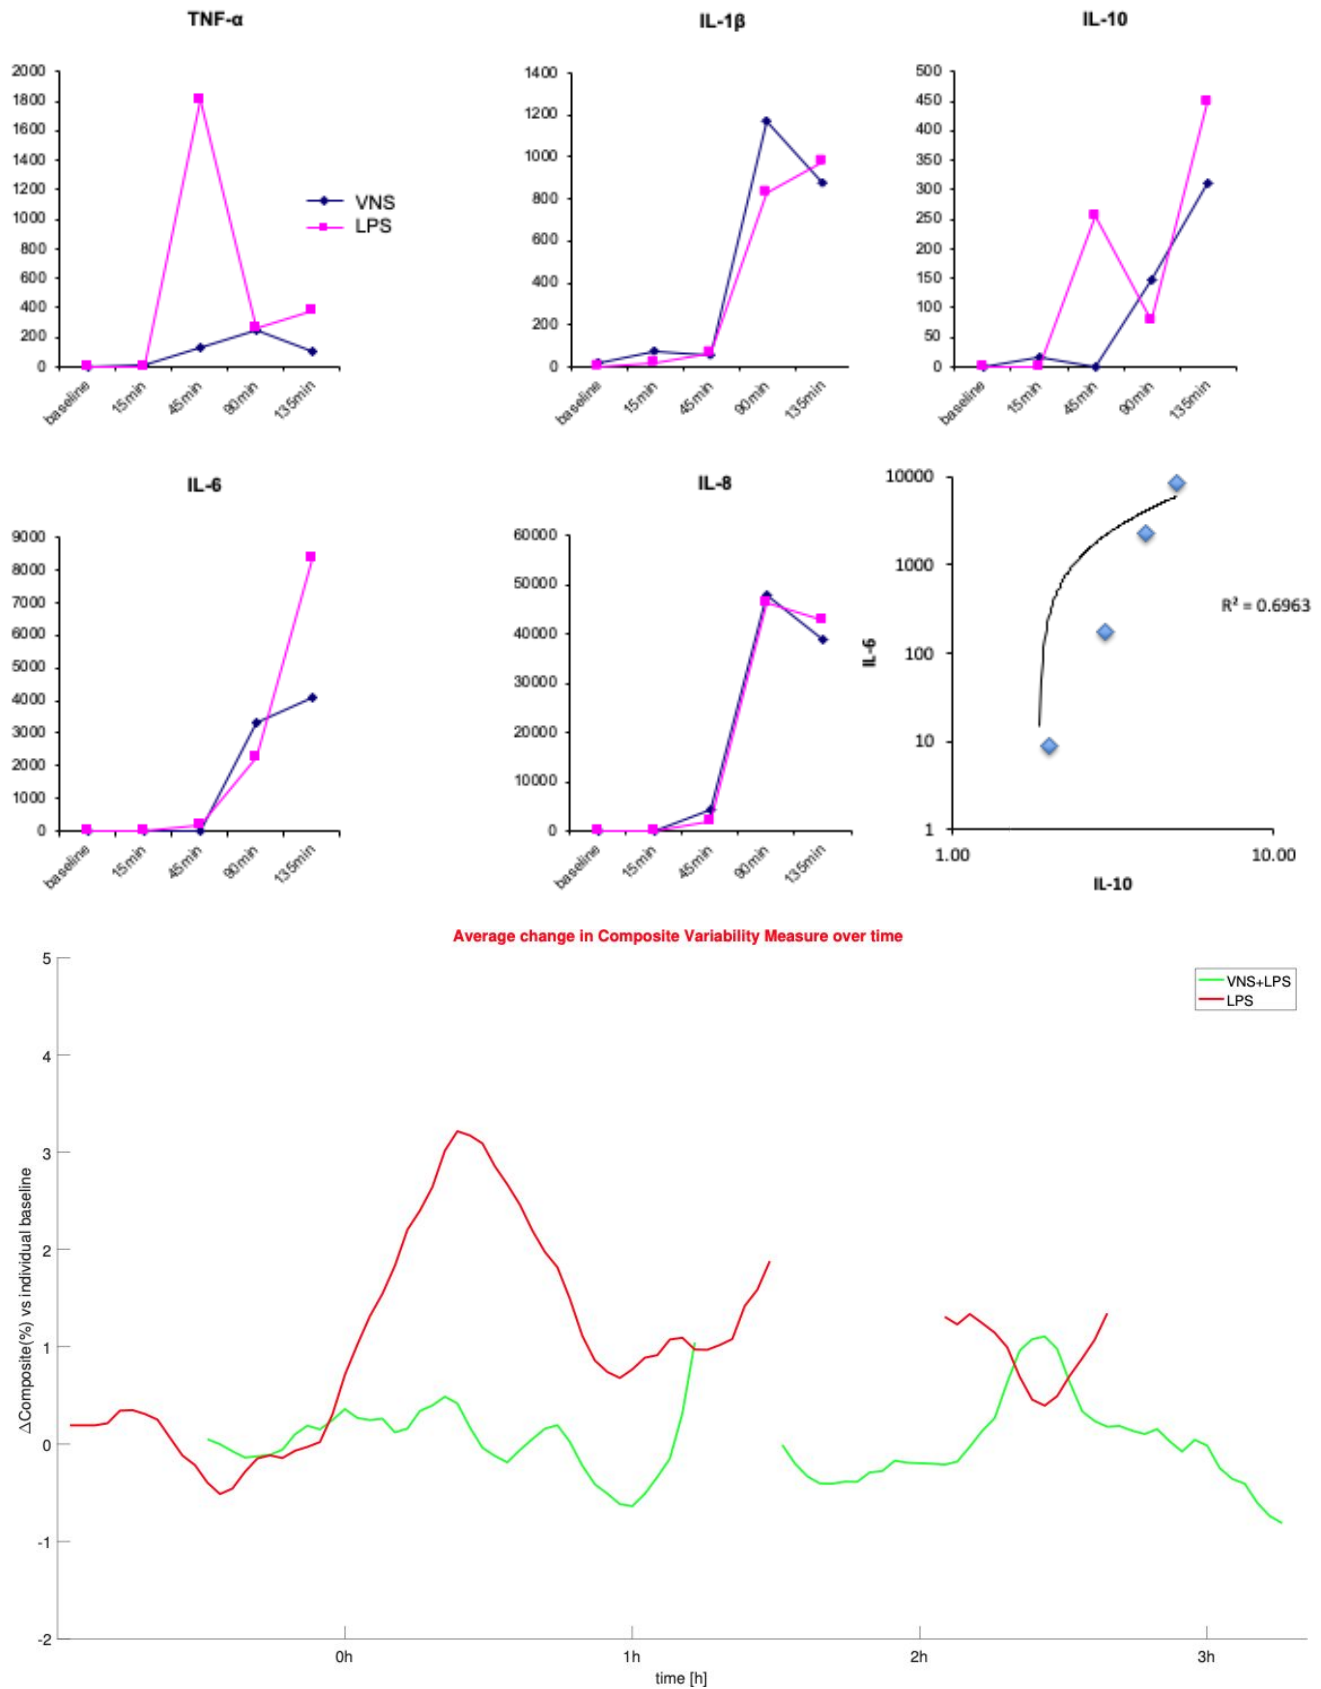 TNF-α
2000
1800
1600
1400
1200
1000
800
600
400
200
0
baseline
15min
45min
90min
135min
VNS
LPS
IL-1β
1400
1200
1000
800
600
400
200
0
baseline
15min
45min
90min
135min
IL-10
500
450
400
350
300
250
200
150
100
50
0
baseline
15min
45min
90min
135min
IL-6
9000
8000
7000
6000
5000
4000
3000
2000
1000
0
baseline
15min
45min
90min
135min
IL-8
60000
50000
40000
30000
20000
10000
0
baseline
15min
45min
90min
135min
10000
1000
100
10
1
IL-6
R² = 0.6963
1.00
10.00
IL-10
Average change in Composite Variability Measure over time
VNS+LPS
LPS
5
4
3
2
1
0
-1
-2
△Composite(%) vs individual baseline
0h
1h
2h
3h
time [h]